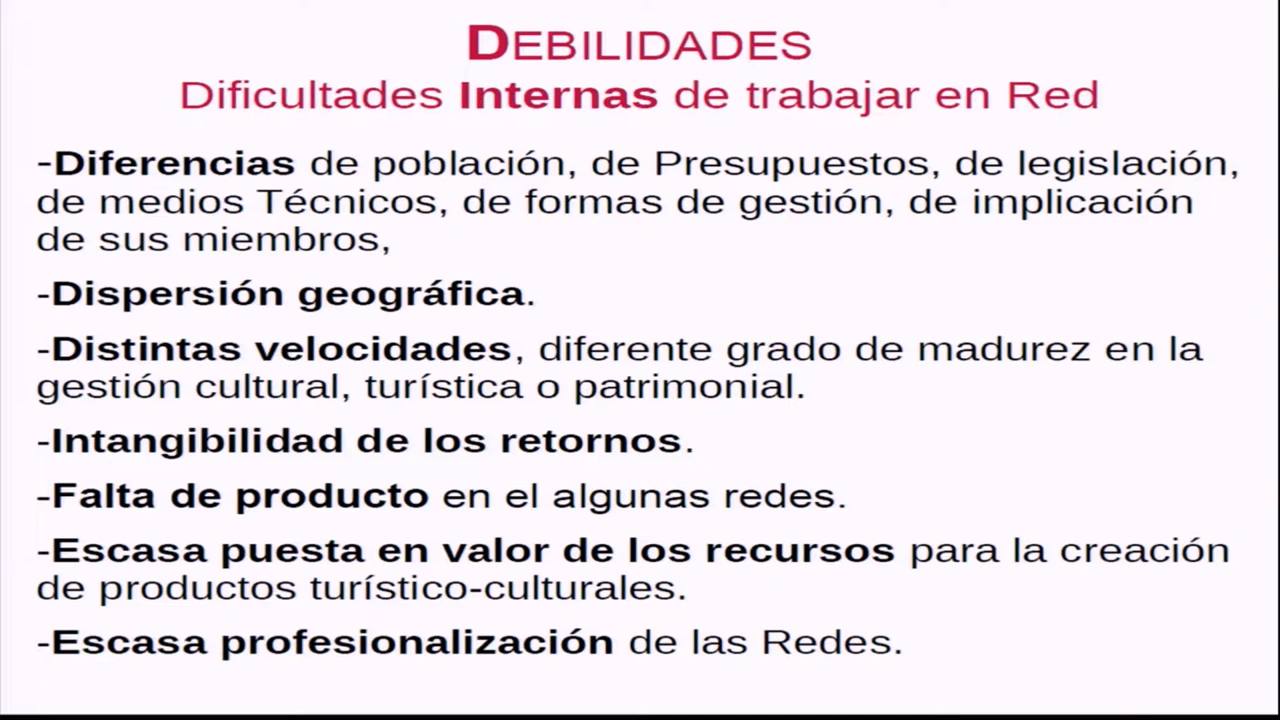 DEBILIDADES
Dificultades Internas de trabajar en Red
-Diferencias de población, de Presupuestos, de legislación,
de medios Técnicos, de formas de gestión, de implicación
de sus miembros,
-Dispersión geográfica.
-Distintas velocidades, diferente grado de madurez en la
gestión cultural, turística o patrimonial.
-Intangibilidad de los retornos.
-Falta de producto en el algunas redes.
-Escasa puesta en valor de los recursos para la creación
de productos turístico-culturales.
-Escasa profesionalización de las Redes.